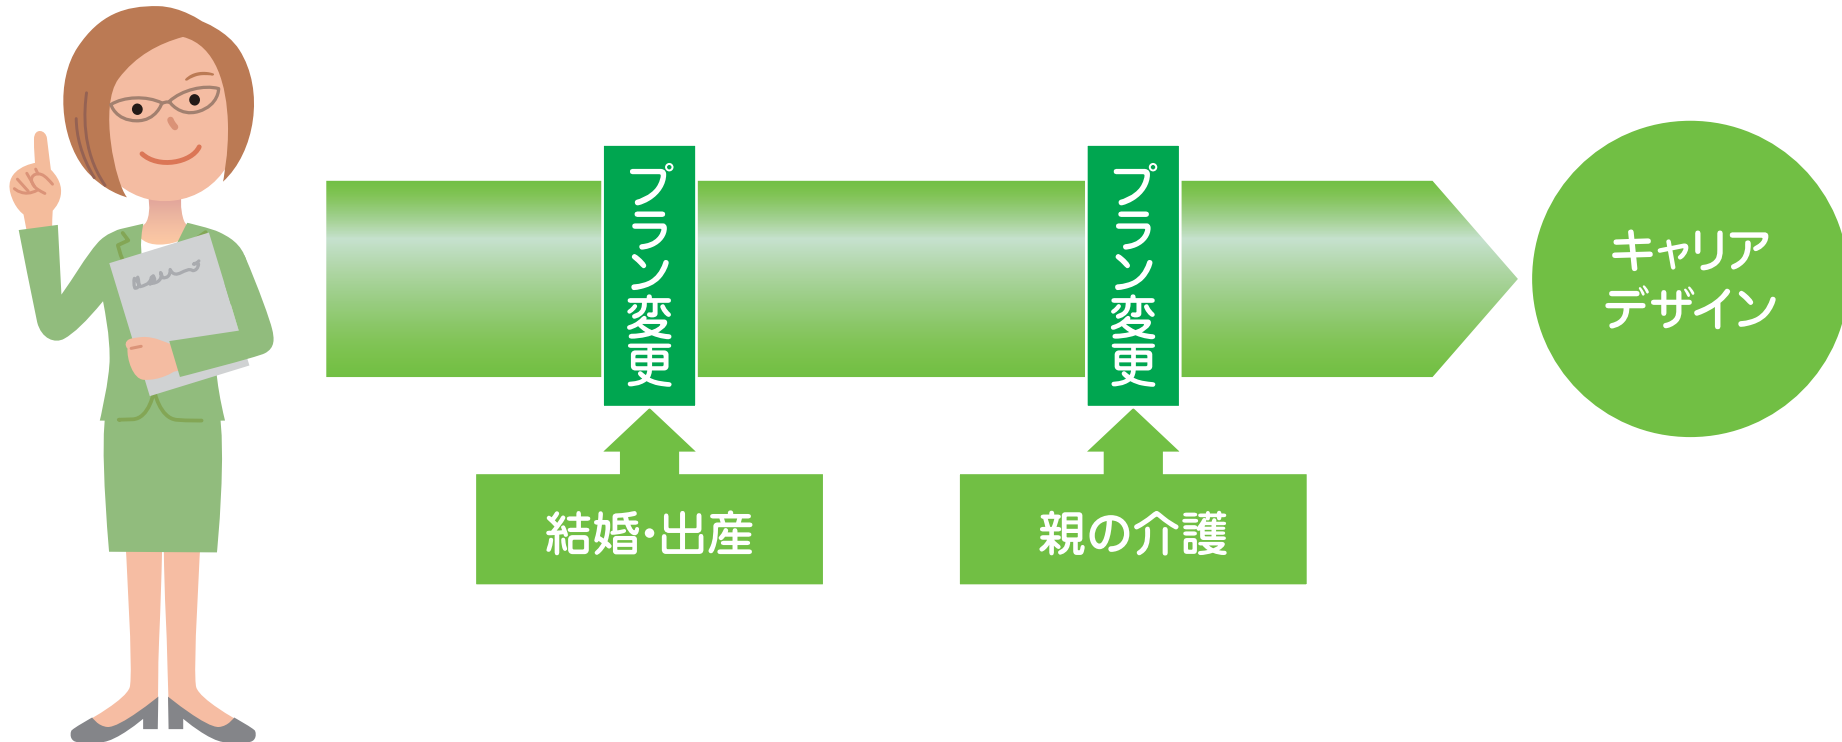 プラン変更
プラン変更
キャリア
デザイン
結婚・出産
親の介護